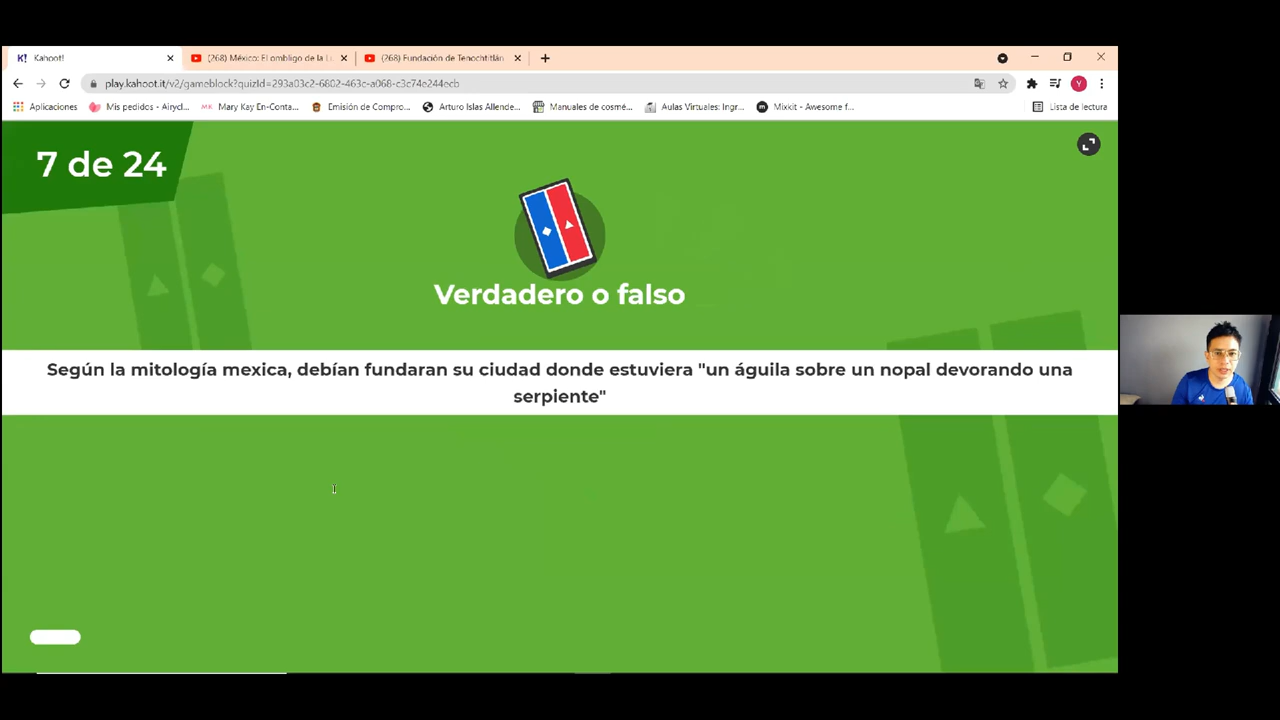 Kahoot!
(268) México: El ombligo de la Lu
(268) Fundación de Tenochtitlán
play.kahoot.it/v2/gameblock?quizId=293a03c2-6802-463c-a068-c3c74e244ecb
Aplicaciones
Mis pedidos - Airycl...
Mary Kay En-Conta...
Emisión de Compro...
Arturo Islas Allende...
Manuales de cosmé...
Aulas Virtuales: Ingr...
Mixkit - Awesome f...
Lista de lectura
7 de 24
Verdadero o falso
Según la mitología mexica, debían fundaran su ciudad donde estuviera "un águila sobre un nopal devorando una
serpiente"